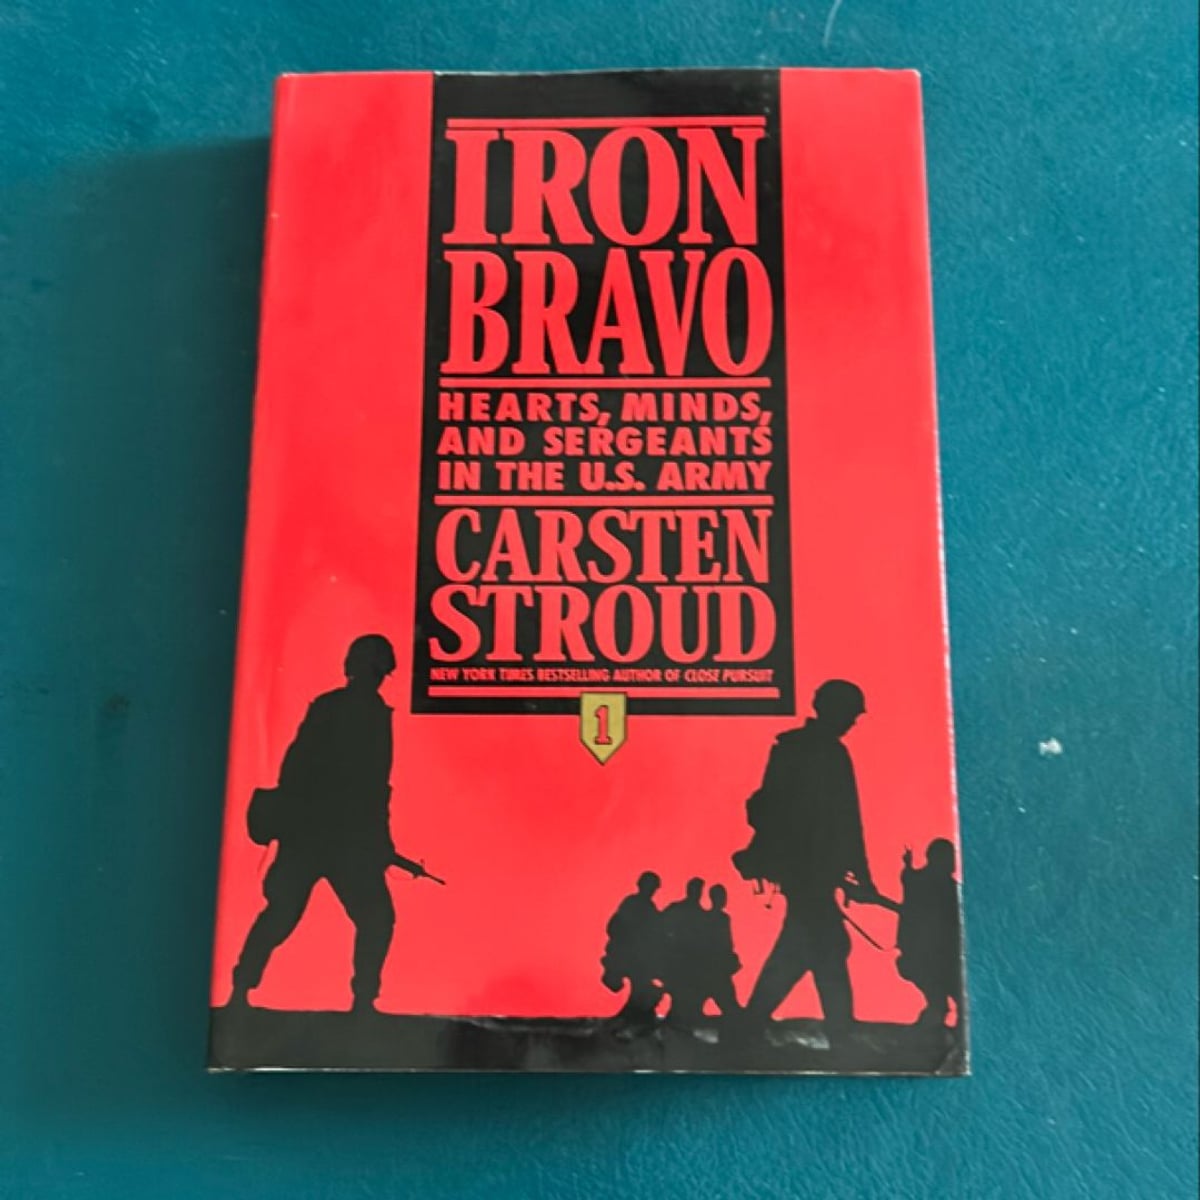 IRON
BRAVO
HEARTS, MINDS,
AND SERGEANTS
IN THE U.S. ARMY
CARSTEN
STROUD
NEW YORK TIMES BESTSELLING AUTHOR OF CLOSE PURSUIT
1